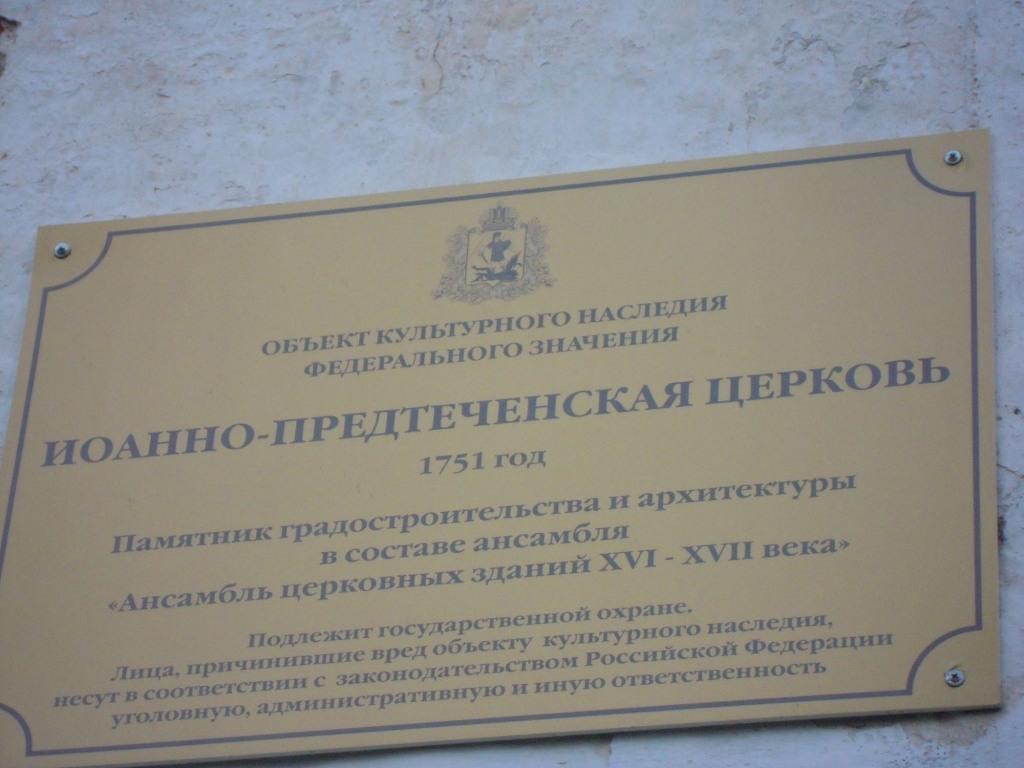 ОБЪЕКТ КУЛЬТУРНОГО НАСЛЕДИЯ
ФЕДЕРАЛЬНОГО ЗНАЧЕНИЯ
ИОАННО-ПРЕДТЕЧЕНСКАЯ ЦЕРКОВЬ
1751 год
Памятник градостроительства и архитектуры
в составе ансамбля
«Ансамбль церковных зданий XVI - XVII века»
Подлежит государственной охране.
Лица, причинившие вред объекту культурного наследия,
несут в соответствии с законодательством Российской Федерации
уголовную, административную и иную ответственность